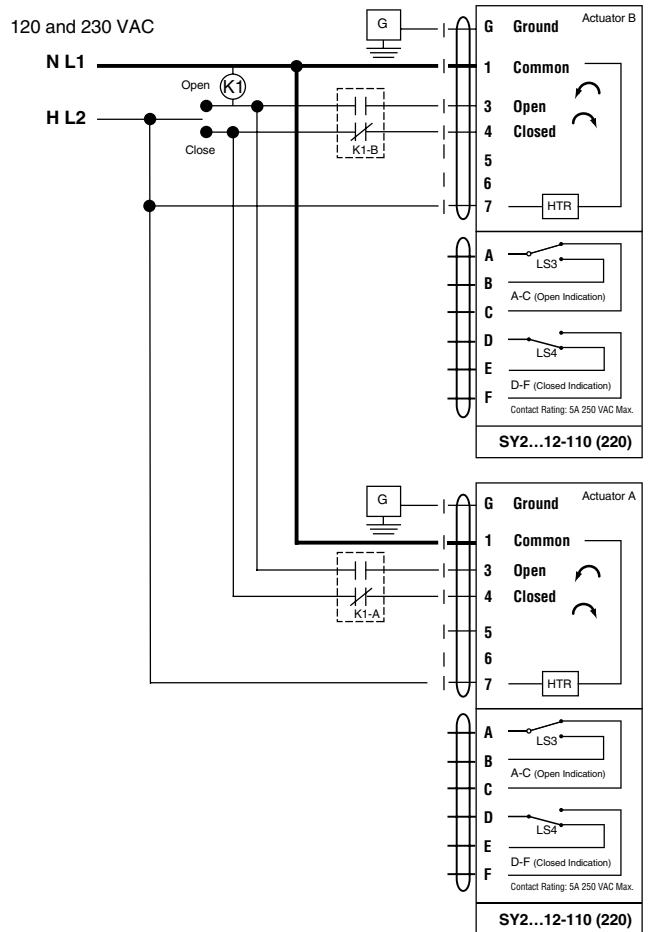 120 and 230 VAC
N L1
H L2
Open
K1
Close
G
K1-B
G Ground
Actuator B
1 Common
3 Open
4 Closed
5
6
7
HTR
A
LS3
B
A-C (Open Indication)
C
D
LS4
E
D-F (Closed Indication)
F
Contact Rating: 5A 250 VAC Max.
SY2...12-110 (220)
G
K1-A
G Ground
Actuator A
1 Common
3 Open
4 Closed
5
6
7
HTR
A
LS3
B
A-C (Open Indication)
C
D
LS4
E
D-F (Closed Indication)
F
Contact Rating: 5A 250 VAC Max.
SY2...12-110 (220)